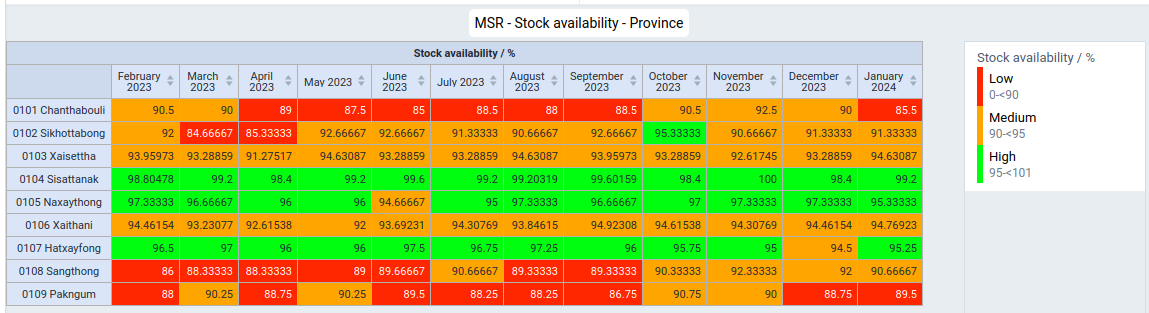 MSR - Stock availability - Province
Stock availability / %
February 2023 March 2023 April 2023 May 2023 June 2023 July 2023 August 2023 September 2023 October 2023 November 2023 December 2023 January 2024
0101 Chanthabouli 90.5 90 89 87.5 85 88.5 88 88.5 90.5 92.5 90 85.5
0102 Sikhottabong 92 84.66667 85.33333 92.66667 92.66667 91.33333 90.66667 92.66667 95.33333 90.66667 91.33333 91.33333
0103 Xaisettha 93.95973 93.28859 91.27517 94.63087 93.28859 93.28859 94.63087 93.95973 93.28859 92.61745 93.28859 94.63087
0104 Sisattanak 98.80478 99.2 98.4 99.2 99.6 99.2 99.20319 99.60159 98.4 100 98.4 99.2
0105 Naxaythong 97.33333 96.66667 96 96 94.66667 95 97.33333 96.66667 97 97.33333 97.33333 95.33333
0106 Xaithani 94.46154 93.23077 92.61538 92 93.69231 94.30769 93.84615 94.92308 94.61538 94.30769 94.46154 94.76923
0107 Hatxayfong 96.5 97 96 96 97.5 96.75 97.25 96 95.75 95 94.5 95.25
0108 Sangthong 86 88.33333 88.33333 89 89.66667 90.66667 89.33333 89.33333 90.33333 92.33333 92 90.66667
0109 Pakngum 88 90.25 88.75 90.25 89.5 88.25 88.25 86.75 90.75 90 88.75 89.5
Stock availability / %
Low
0-<90
Medium
90-<95
High
95-<101